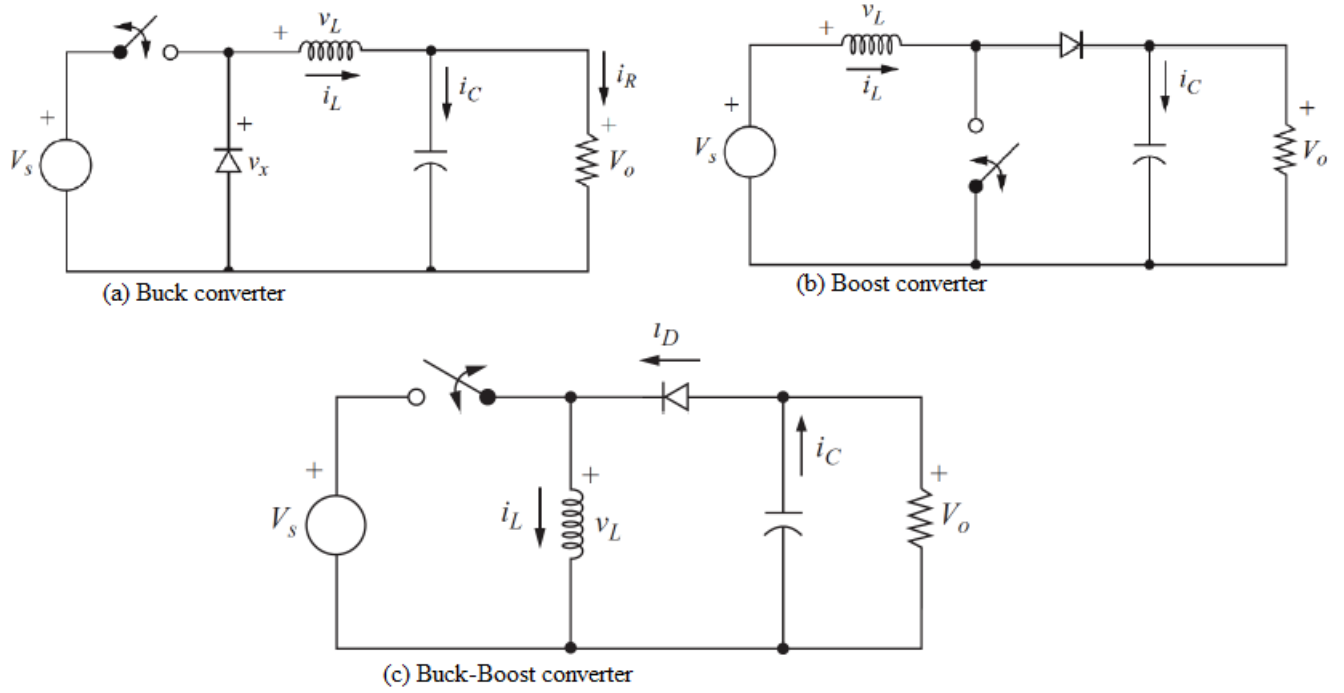 + v_L
i_L
i_C
i_R
+
V_s
+
v_x
+
V_o
(a) Buck converter
+ v_L
i_L
i_C
+
V_s
+
V_o
(b) Boost converter
ı_D
+
V_s
i_L
+
v_L
i_C
+
V_o
(c) Buck-Boost converter